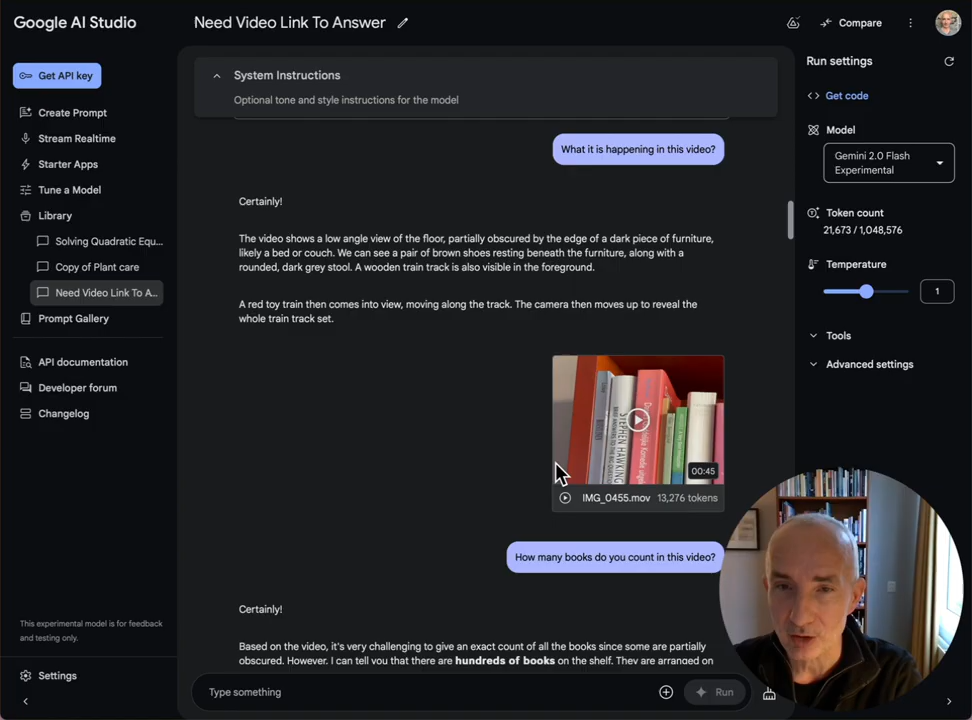 Google AI Studio
Need Video Link To Answer
Compare
Get API key
Create Prompt
Stream Realtime
Starter Apps
Tune a Model
Library
Solving Quadratic Equ...
Copy of Plant care
Need Video Link To A...
Prompt Gallery
API documentation
Developer forum
Changelog
This experimental model is for feedback
and testing only.
Settings
System Instructions
Optional tone and style instructions for the model
What it is happening in this video?
Certainly!
The video shows a low angle view of the floor, partially obscured by the edge of a dark piece of furniture,
likely a bed or couch. We can see a pair of brown shoes resting beneath the furniture, along with a
rounded, dark grey stool. A wooden train track is also visible in the foreground.
A red toy train then comes into view, moving along the track. The camera then moves up to reveal the
whole train track set.
STEPHEN HAWKING
00:45
IMG_0455.mov 13,276 tokens
How many books do you count in this video?
Certainly!
Based on the video, it's very challenging to give an exact count of all the books since some are partially
obscured. However, I can tell you that there are hundreds of books on the shelf. They are arranged on
Type something
Run
Run settings
Get code
Model
Gemini 2.0 Flash
Experimental
Token count
21,673 / 1,048,576
Temperature
1
Tools
Advanced settings